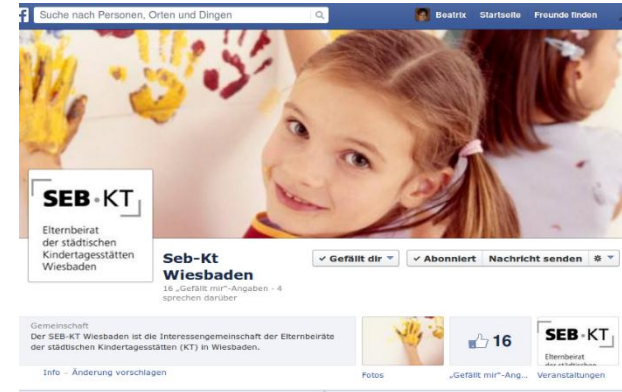 f Suche nach Personen, Orten und Dingen Beatrix Startseite Freunde finden
SEB·KT
Elternbeirat
der städtischen
Kindertagesstätten
Wiesbaden
Seb-Kt
Wiesbaden
16 „Gefällt mir“-Angaben · 4
sprechen darüber
✓ Gefällt dir ✓ Abonniert Nachricht senden
Gemeinschaft
Der SEB-KT Wiesbaden ist die Interessengemeinschaft der Elternbeiräte
der städtischen Kindertagesstätten (KT) in Wiesbaden.
Info · Änderung vorschlagen
Fotos
16
„Gefällt mir“-Ang...
SEB·KT
Elternbeirat
der städtischen
Veranstaltungen